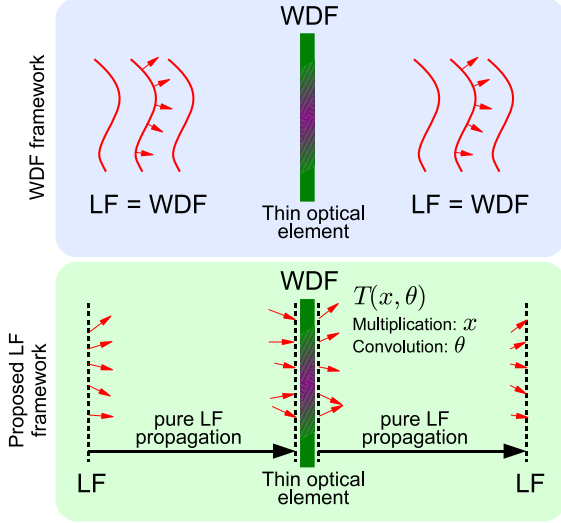 WDF
WDF framework
LF = WDF
LF = WDF
Thin optical
element
WDF
T(x, θ)
Multiplication: x
Convolution: θ
Proposed LF
framework
pure LF
propagation
pure LF
propagation
LF
Thin optical
element
LF